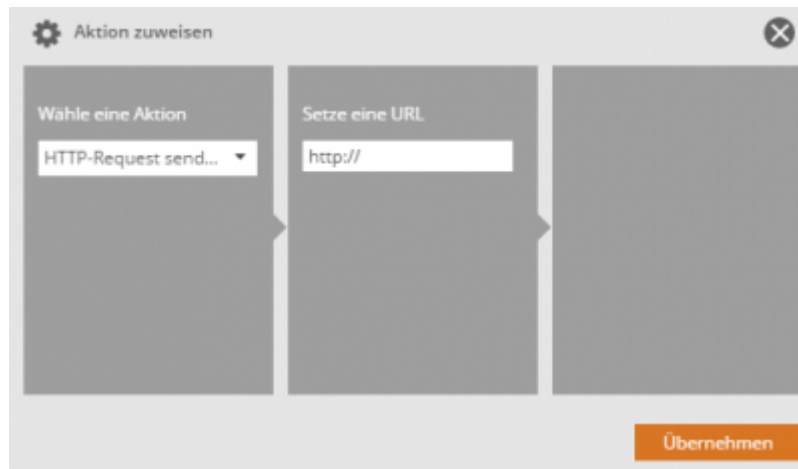 Aktion zuweisen
Wähle eine Aktion
HTTP-Request send...
Setze eine URL
http://
Übernehmen